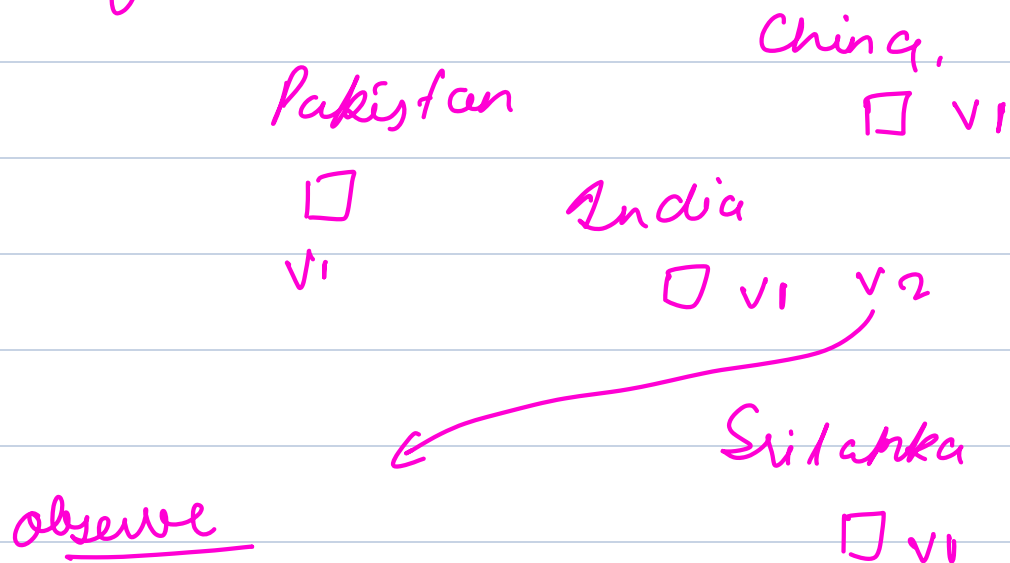 China.
Pakistan
V1
India
V1
V1 V2
Srilanka
observe
V1